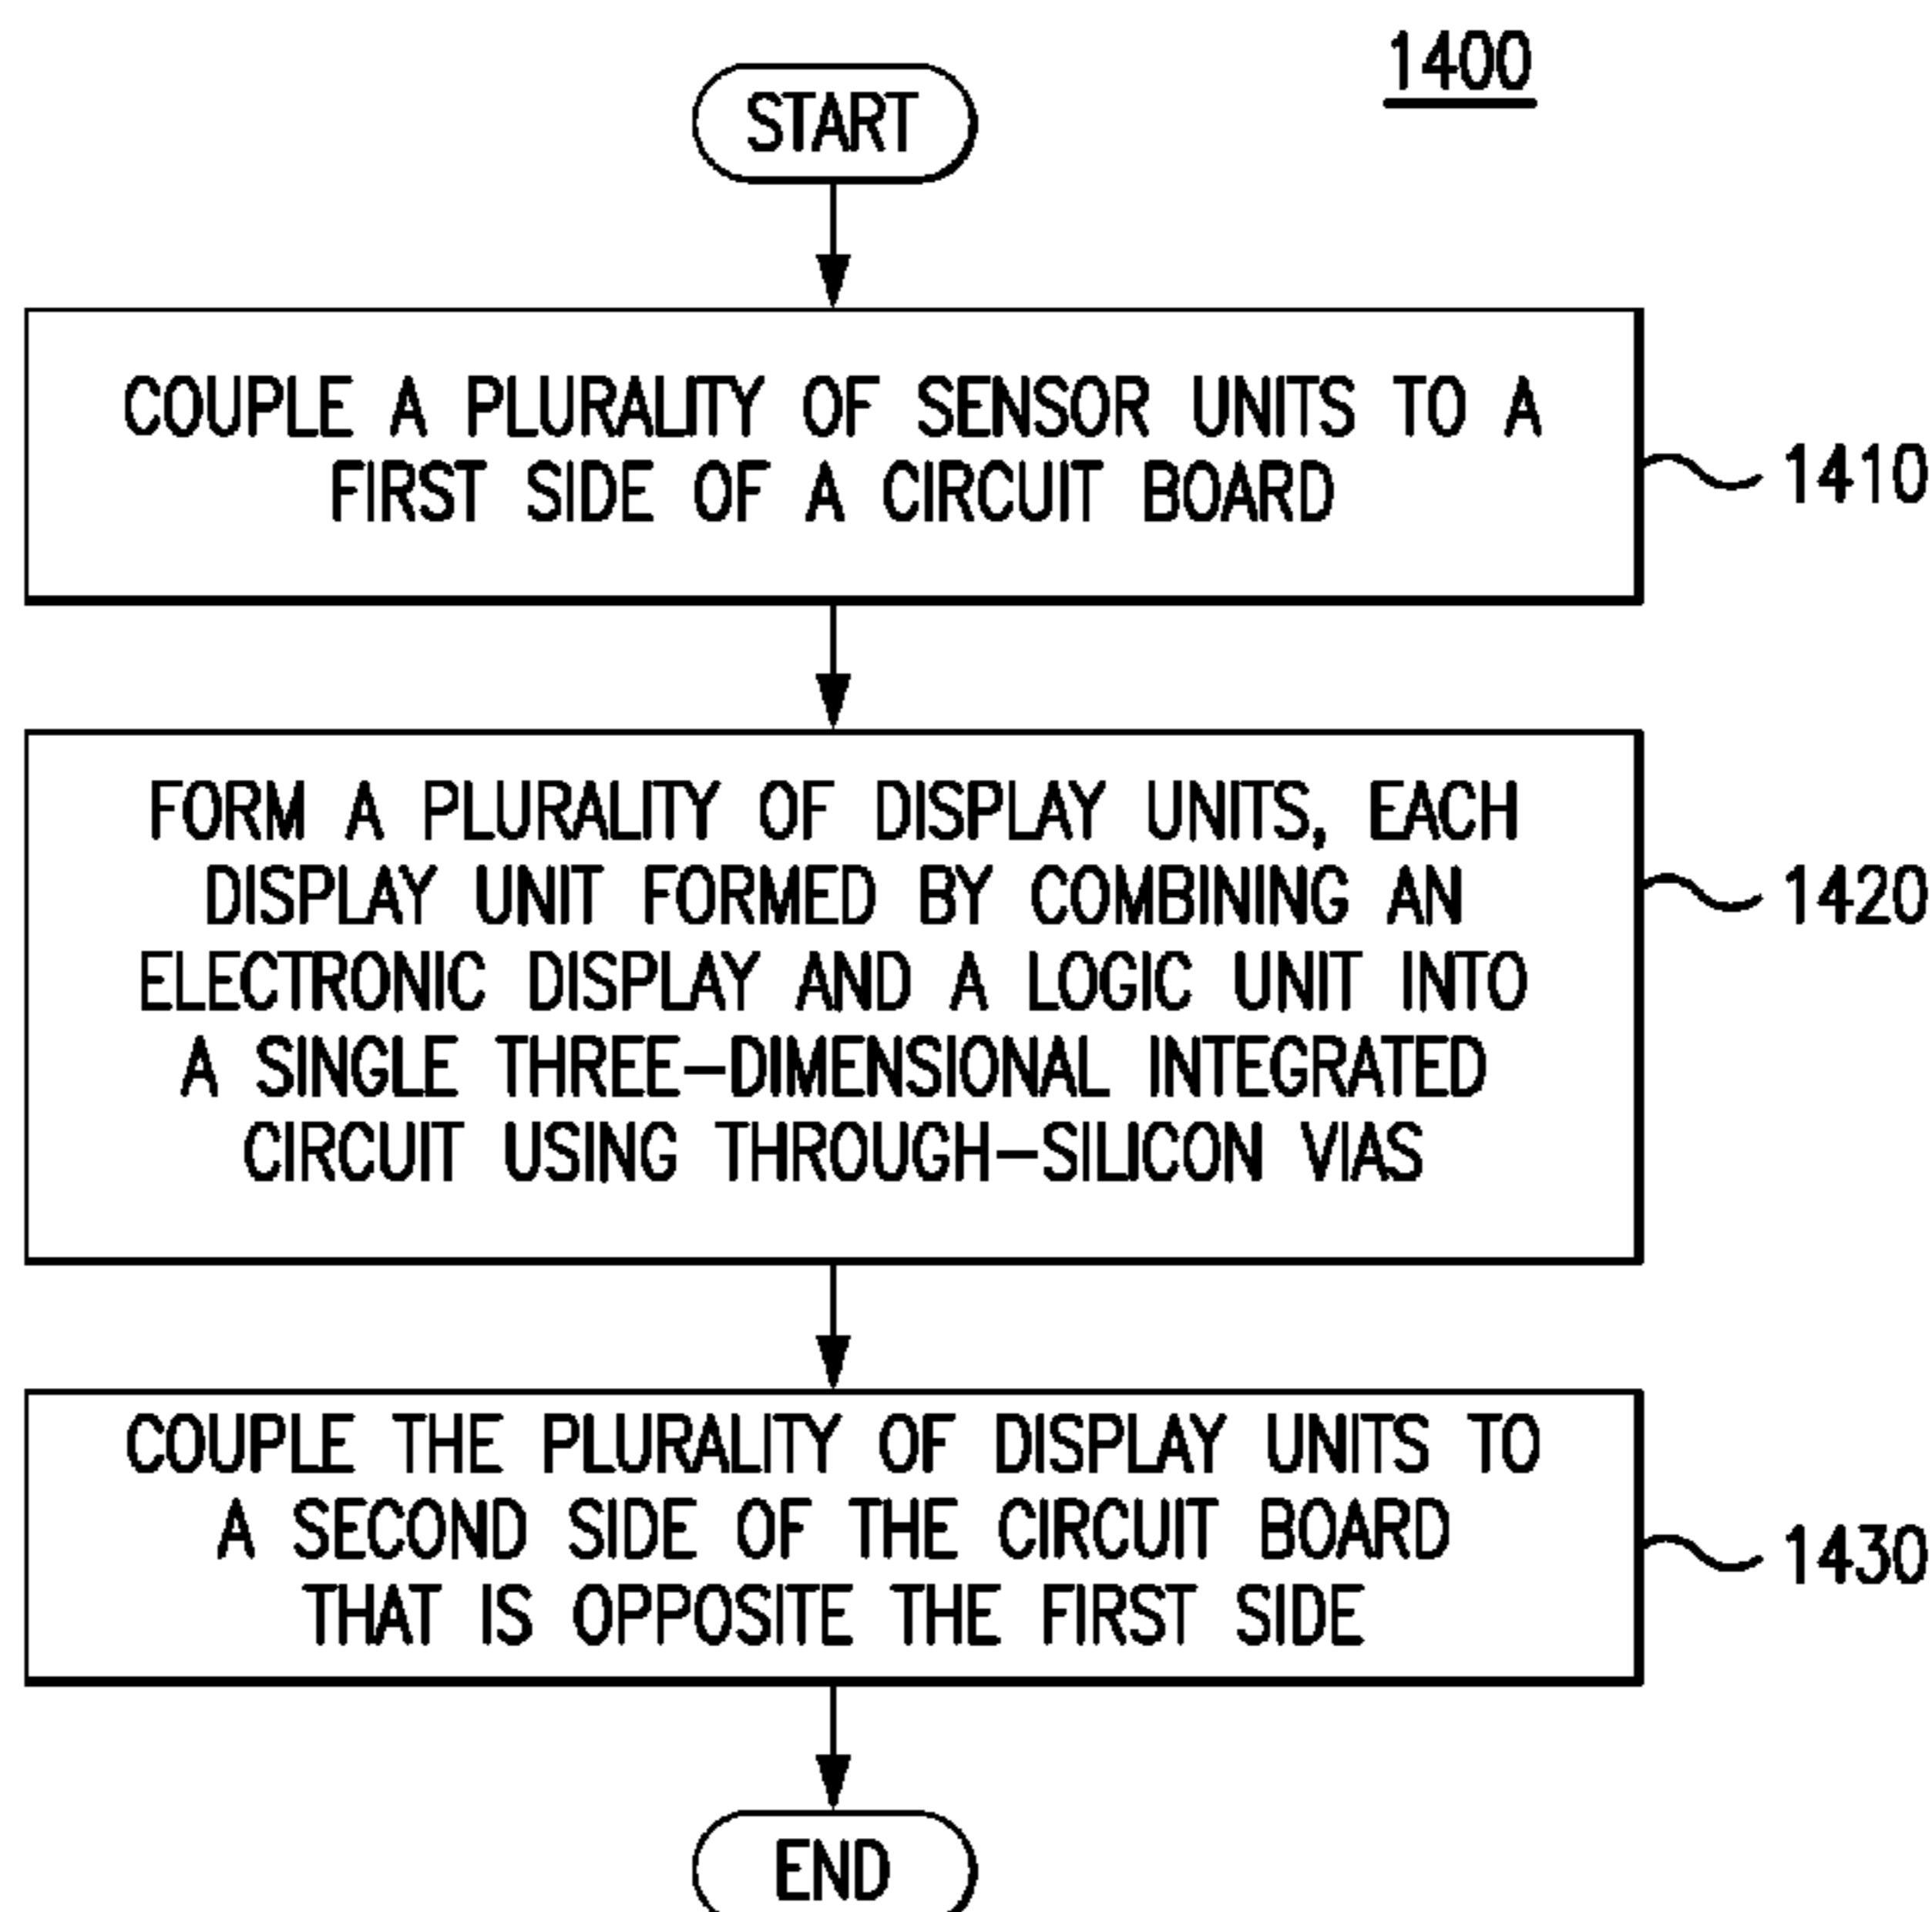 1400
START
COUPLE A PLURALITY OF SENSOR UNITS TO A
FIRST SIDE OF A CIRCUIT BOARD
1410
FORM A PLURALITY OF DISPLAY UNITS, EACH
DISPLAY UNIT FORMED BY COMBINING AN
ELECTRONIC DISPLAY AND A LOGIC UNIT INTO
A SINGLE THREE-DIMENSIONAL INTEGRATED
CIRCUIT USING THROUGH-SILICON VIAS
1420
COUPLE THE PLURALITY OF DISPLAY UNITS TO
A SECOND SIDE OF THE CIRCUIT BOARD
THAT IS OPPOSITE THE FIRST SIDE
1430
END